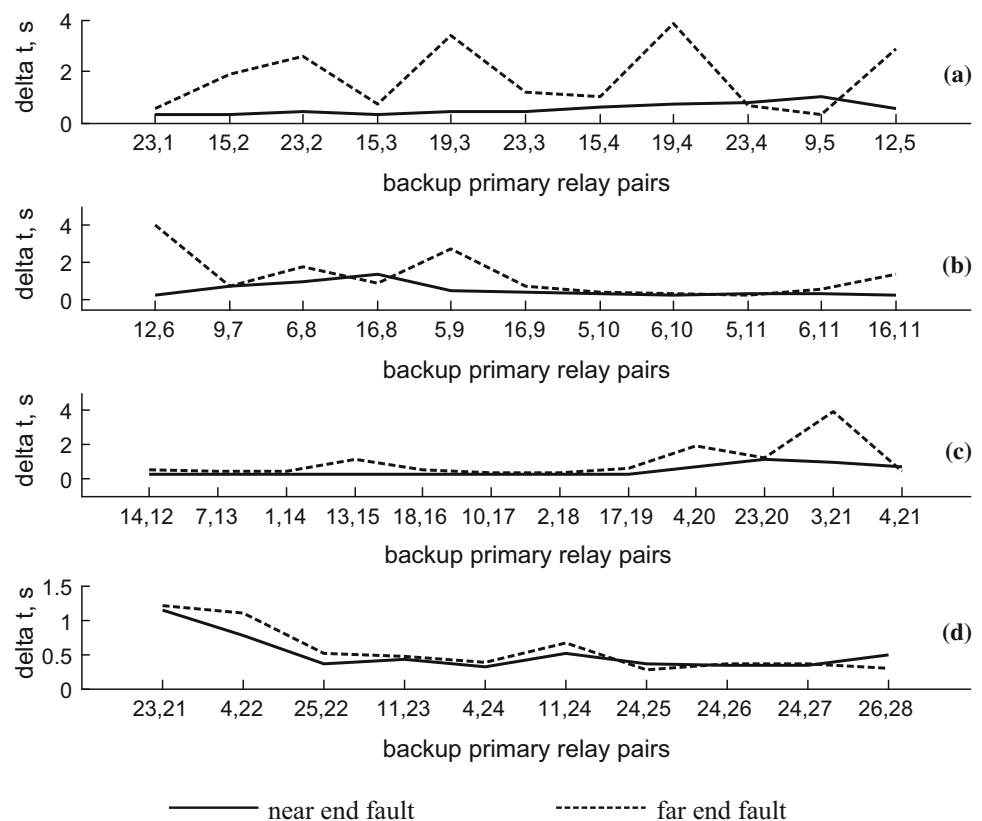 delta t, s
4
2
0
23,1 15,2 23,2 15,3 19,3 23,3 15,4 19,4 23,4 9,5 12,5
backup primary relay pairs
(a)
delta t, s
4
2
0
12,6 9,7 6,8 16,8 5,9 16,9 5,10 6,10 5,11 6,11 16,11
backup primary relay pairs
(b)
delta t, s
4
2
0
14,12 7,13 1,14 13,15 18,16 10,17 2,18 17,19 4,20 23,20 3,21 4,21
backup primary relay pairs
(c)
delta t, s
1.5
1
0.5
0
23,21 4,22 25,22 11,23 4,24 11,24 24,25 24,26 24,27 26,28
backup primary relay pairs
(d)
near end fault far end fault